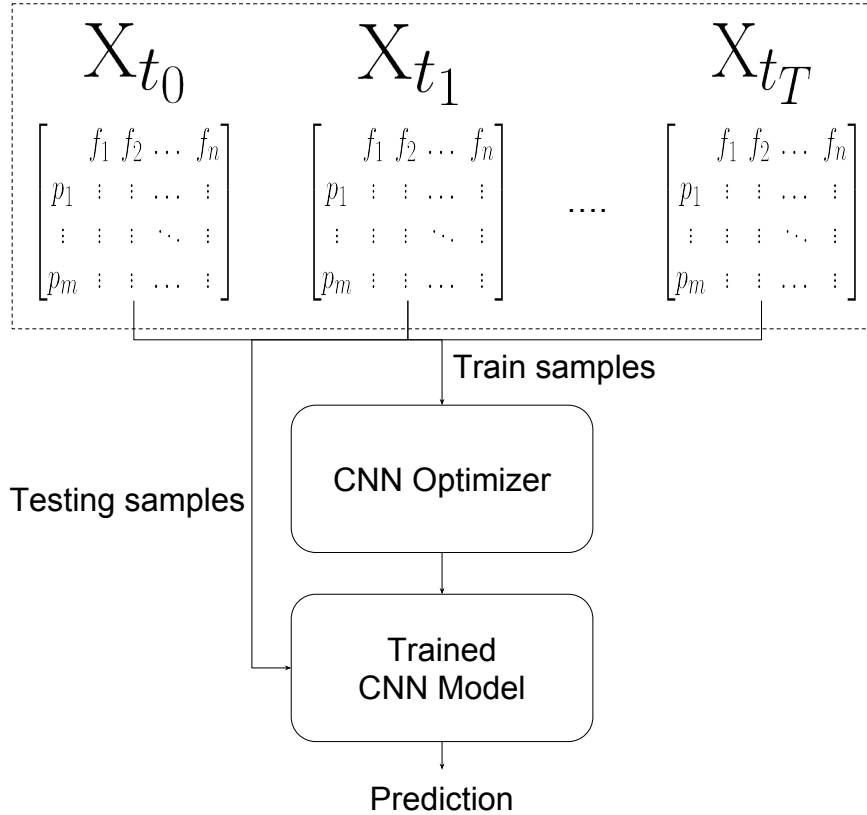 X_{t_0} X_{t_1} X_{t_T}
f_1 f_2 … f_n f_1 f_2 … f_n f_1 f_2 … f_n
p_1 ⋮ ⋮ … ⋮ p_1 ⋮ ⋮ … ⋮ .... p_1 ⋮ ⋮ … ⋮
⋮ ⋮ ⋮ ⋱ ⋮ ⋮ ⋮ ⋮ ⋱ ⋮ ⋮ ⋮ ⋮ ⋱ ⋮
p_m ⋮ ⋮ … ⋮ p_m ⋮ ⋮ … ⋮ p_m ⋮ ⋮ … ⋮
Train samples
CNN Optimizer
Testing samples
Trained
CNN Model
Prediction